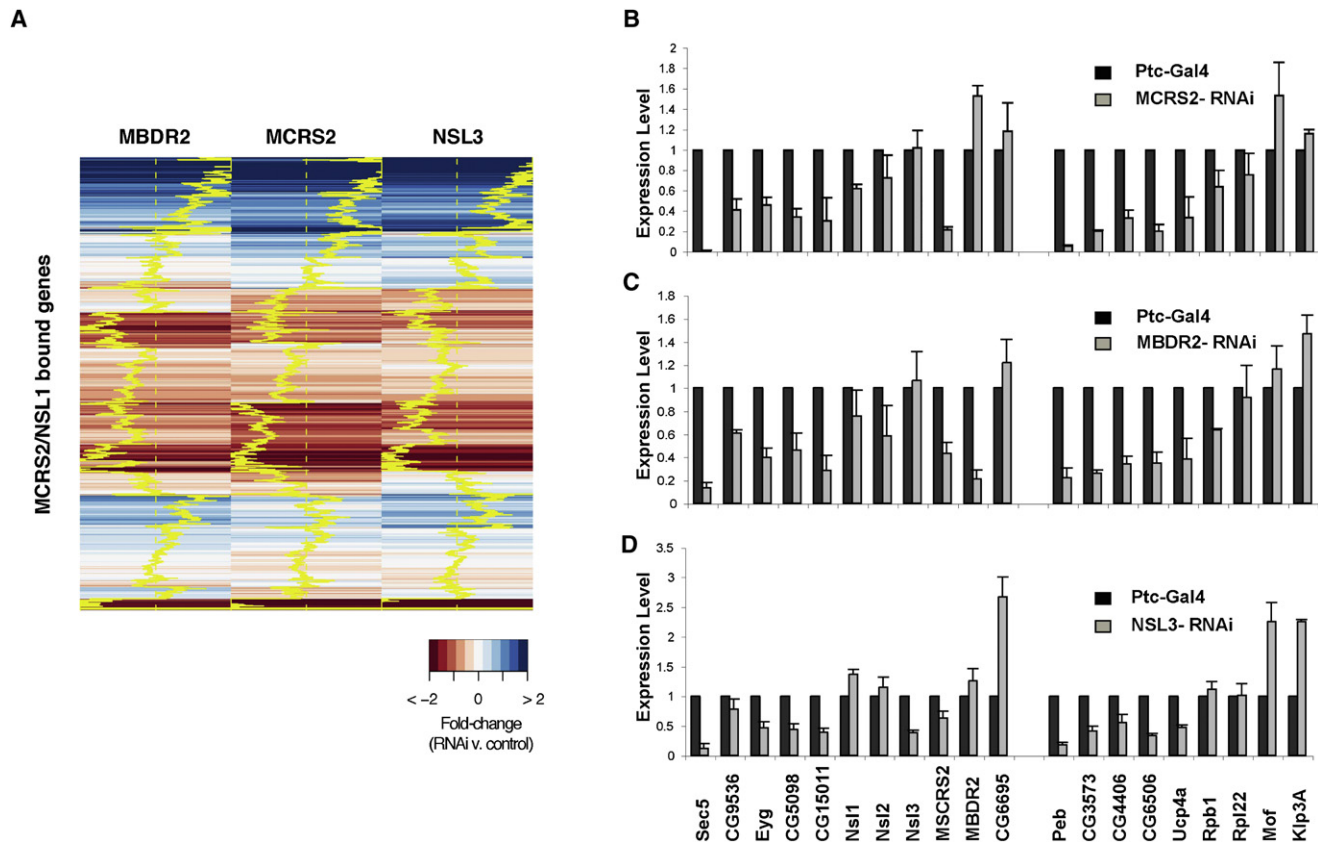 A
MBDR2 MCRS2 NSL3
MCRS2/NSL1 bound genes
< −2 0 > 2
Fold-change
(RNAi v. control)
B
Expression Level
2
1.8
1.6
1.4
1.2
1
0.8
0.6
0.4
0.2
0
Ptc-Gal4
MCRS2- RNAi
C
Expression Level
1.8
1.6
1.4
1.2
1
0.8
0.6
0.4
0.2
0
Ptc-Gal4
MBDR2- RNAi
D
Expression Level
3.5
3
2.5
2
1.5
1
0.5
0
Ptc-Gal4
NSL3- RNAi
Sec5
CG9536
Eyg
CG5098
CG15011
Nsl1
Nsl2
Nsl3
MSCRS2
MBDR2
CG6695
Peb
CG3573
CG4406
CG6506
Ucp4a
Rpb1
Rpl22
Mof
Klp3A